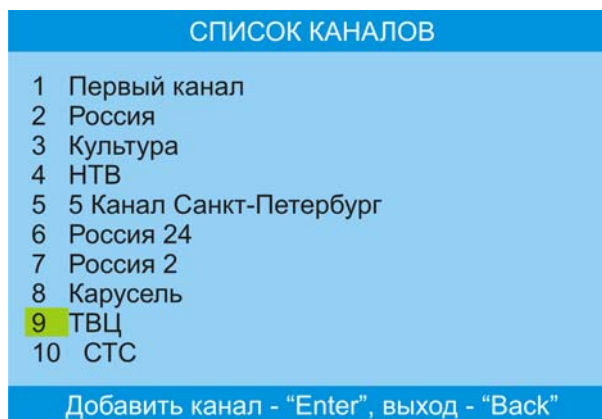 СПИСОК КАНАЛОВ
1 Первый канал
2 Россия
3 Культура
4 НТВ
5 5 Канал Санкт-Петербург
6 Россия 24
7 Россия 2
8 Карусель
9 ТВЦ
10 СТС
Добавить канал - “Enter”, выход - “Back”